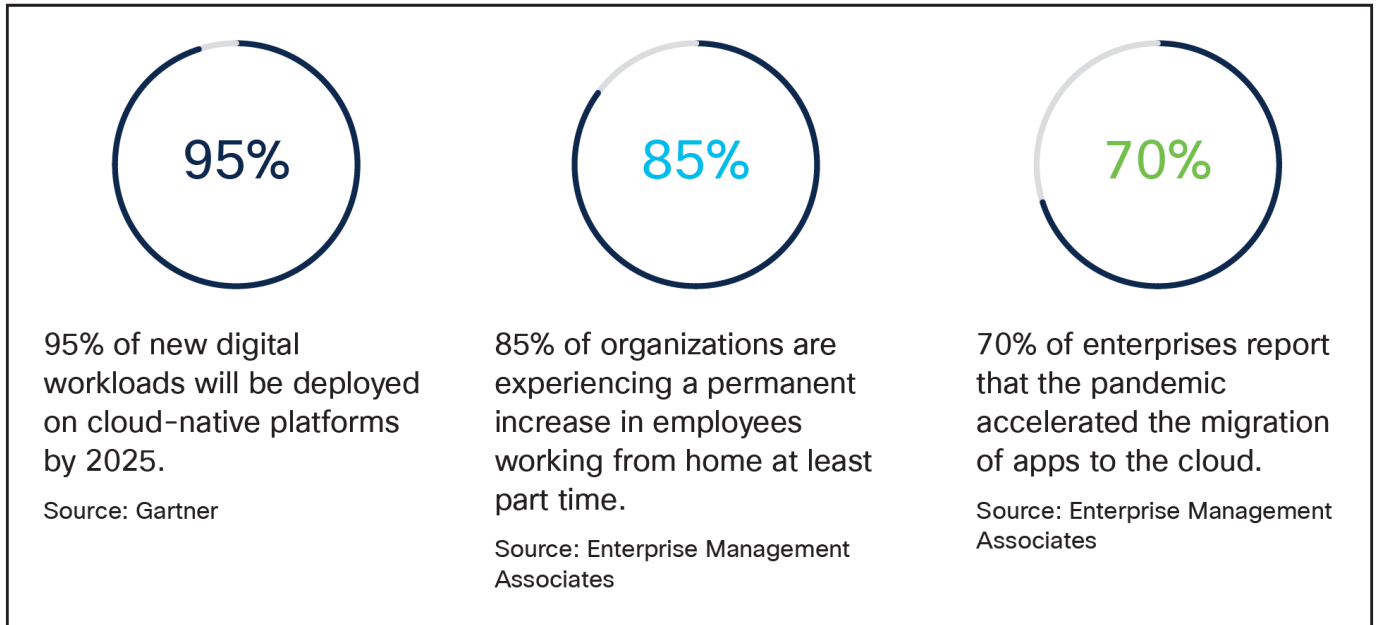 95%
95% of new digital
workloads will be deployed
on cloud-native platforms
by 2025.
Source: Gartner
85%
85% of organizations are
experiencing a permanent
increase in employees
working from home at least
part time.
Source: Enterprise Management
Associates
70%
70% of enterprises report
that the pandemic
accelerated the migration
of apps to the cloud.
Source: Enterprise Management
Associates